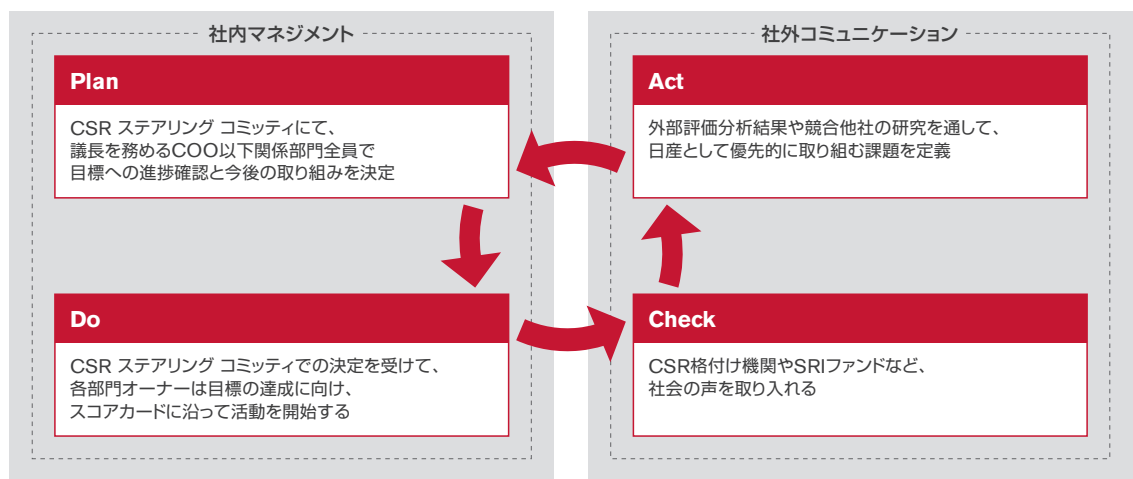 社内マネジメント
Plan
CSR ステアリング コミッティにて、
議長を務めるCOO以下関係部門全員で
目標への進捗確認と今後の取り組みを決定
Do
CSR ステアリング コミッティでの決定を受けて、
各部門オーナーは目標の達成に向け、
スコアカードに沿って活動を開始する
社外コミュニケーション
Act
外部評価分析結果や競合他社の研究を通して、
日産として優先的に取り組む課題を定義
Check
CSR格付け機関やSRIファンドなど、
社会の声を取り入れる